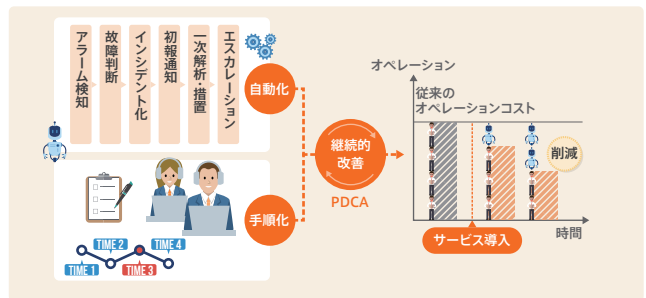 アラーム検知
故障判断
インシデント化
初報通知
一次解析・措置
エスカレーション
自動化
手順化
TIME 1
TIME 2
TIME 3
TIME 4
継続的
改善
PDCA
オペレーション
従来の
オペレーションコスト
削減
時間
サービス導入